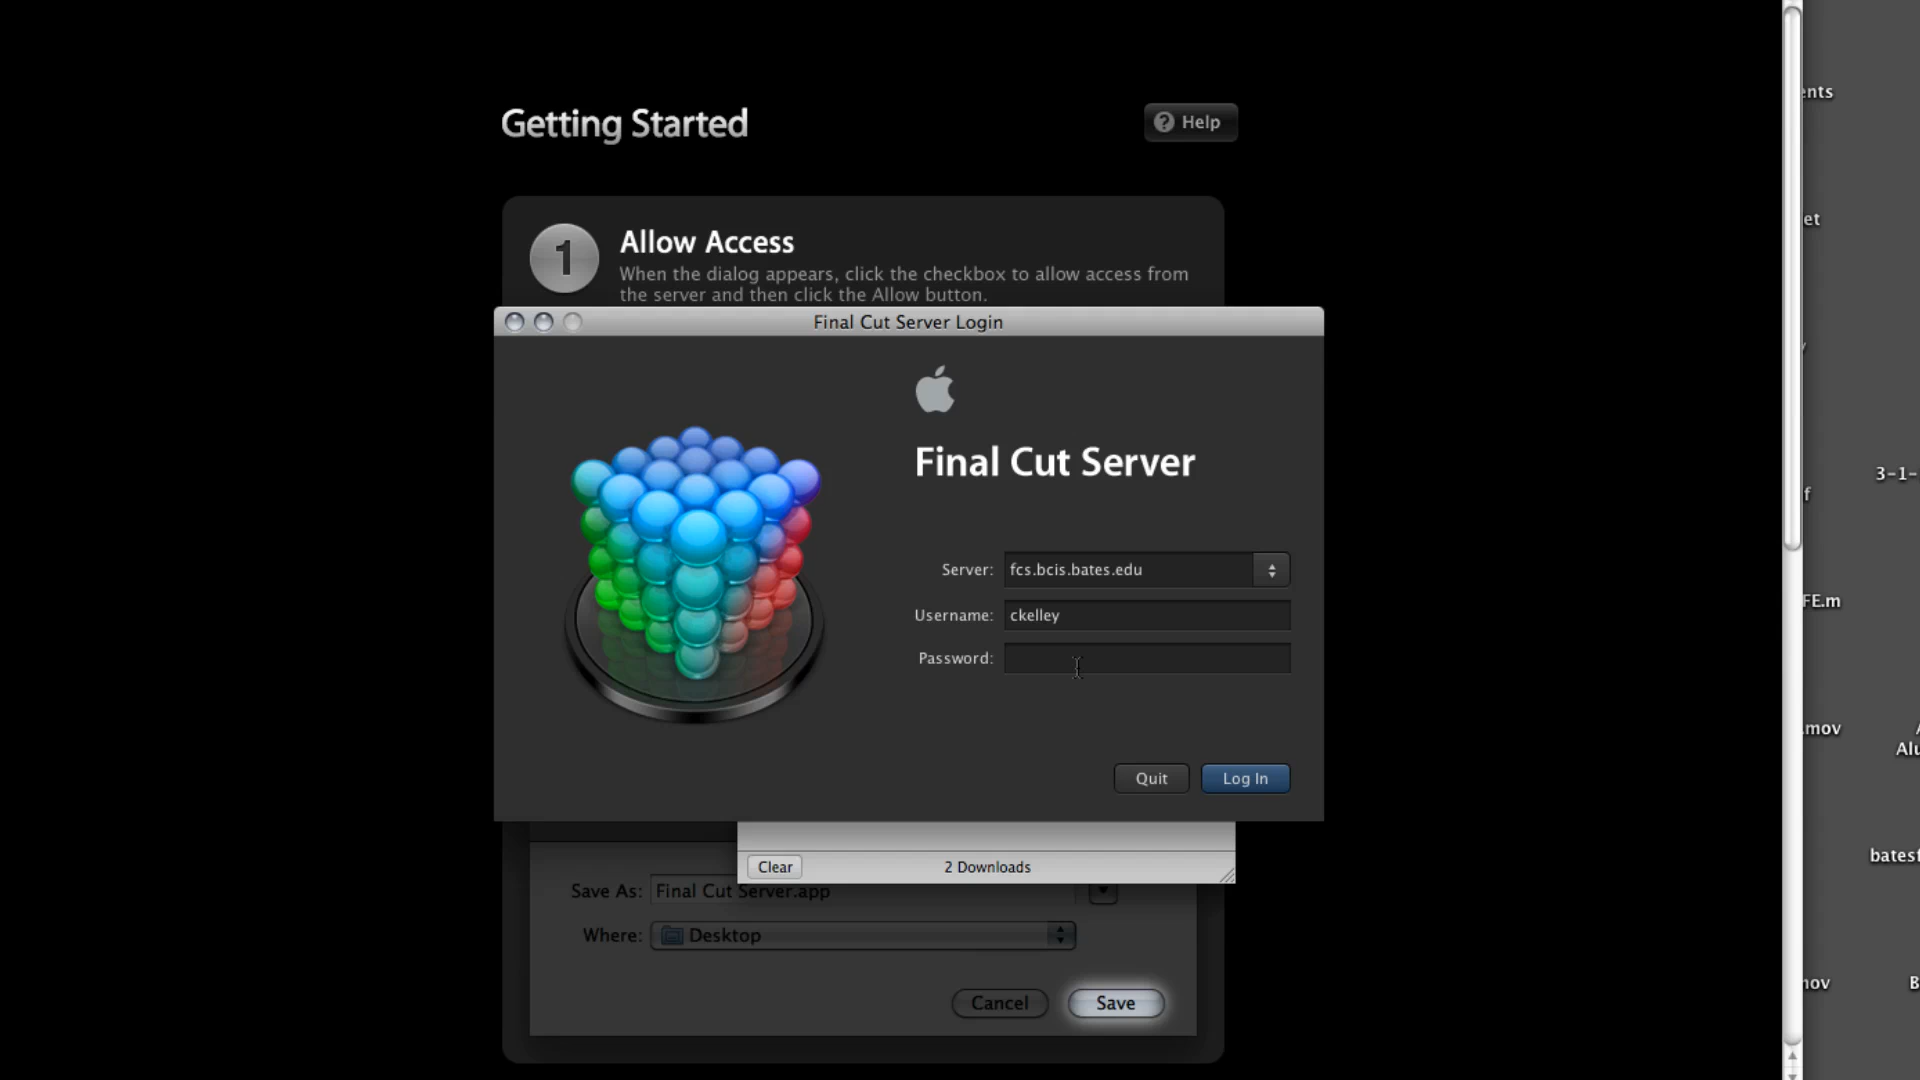 Getting Started
Help
1
Allow Access
When the dialog appears, click the checkbox to allow access from
the server and then click the Allow button.
Final Cut Server Login
Final Cut Server
Server: fcs.bcis.bates.edu
Username: ckelley
Password:
Quit
Log In
Clear
2 Downloads
Save As: Final Cut Server.app
Where: Desktop
Cancel
Save
ents
et
3-1-
f
FE.m
.mov
Alu
batesf
nov
B